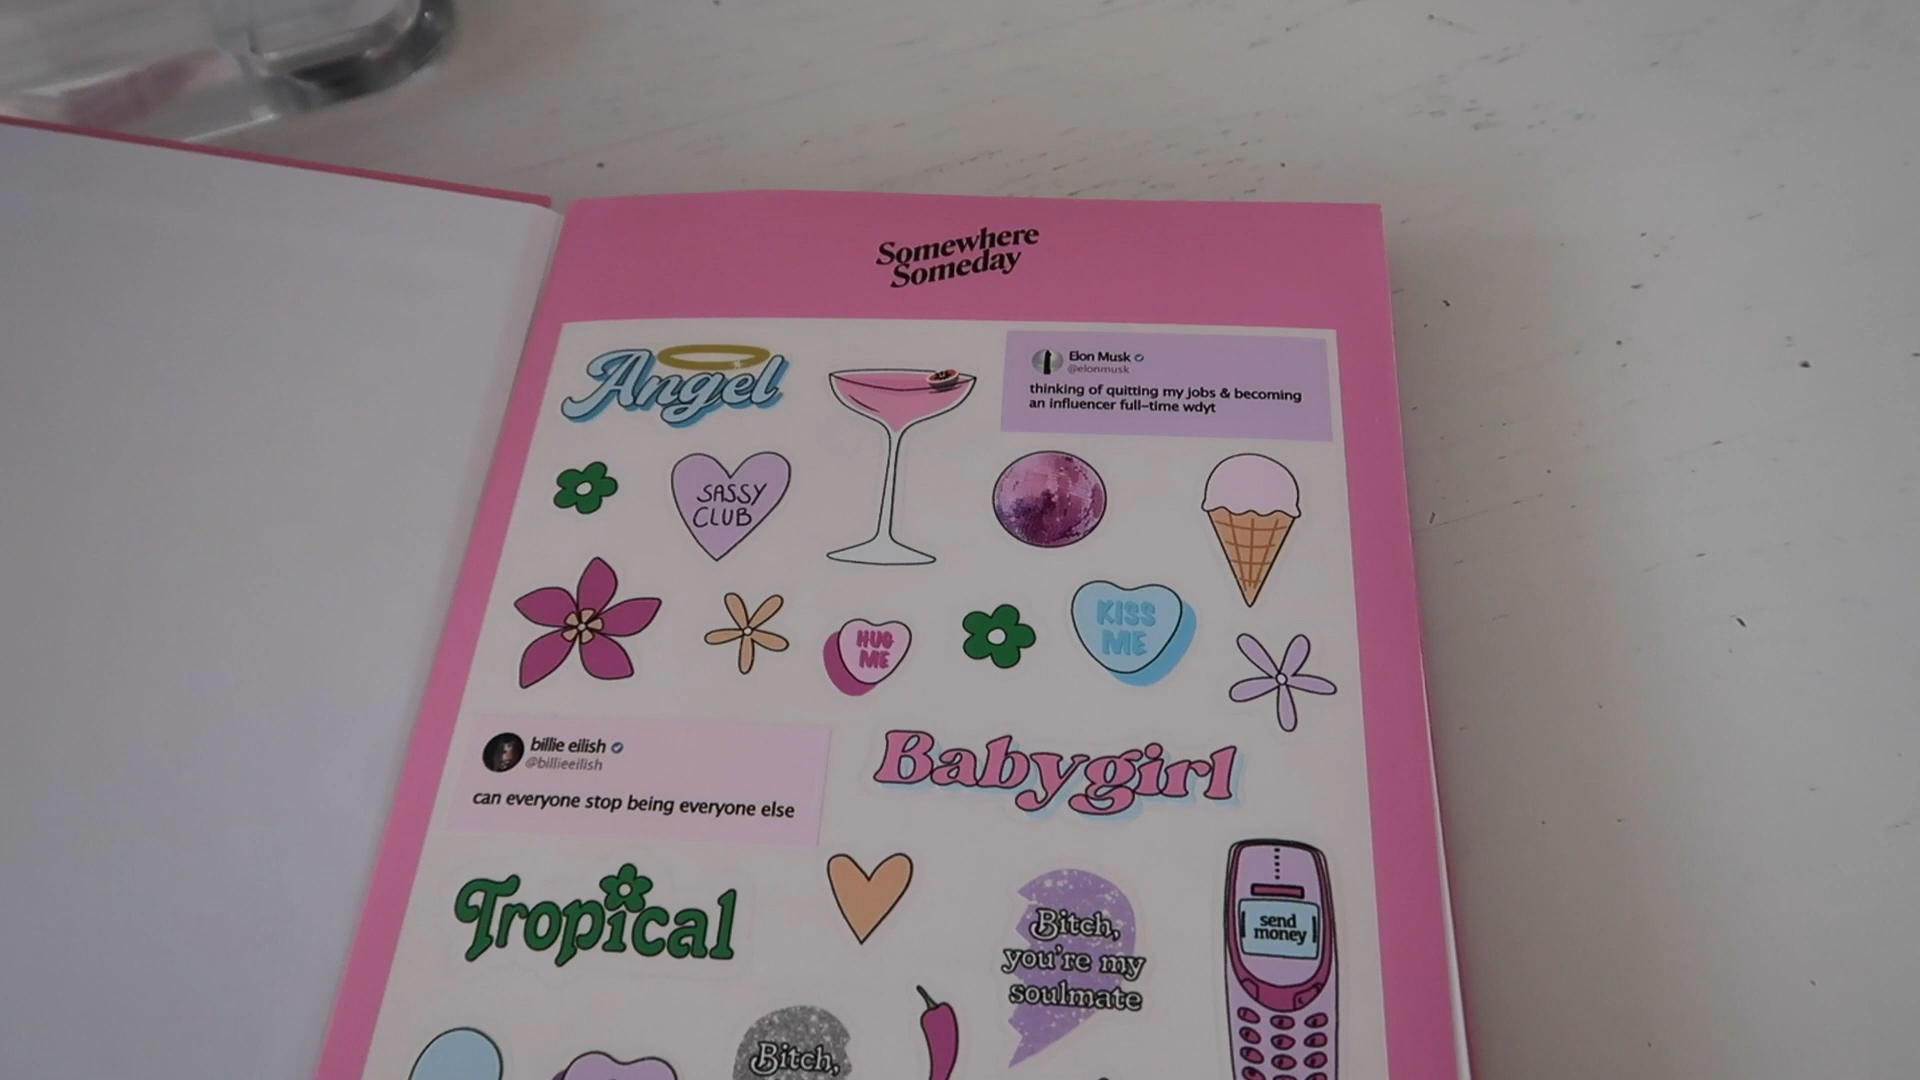 Somewhere
Someday
Angel
Elon Musk
@elonmusk
thinking of quitting my jobs & becoming
an influencer full-time wdyt
SASSY
CLUB
HUG
ME
KISS
ME
billie eilish
@billieeilish
can everyone stop being everyone else
Babygirl
Tropical
Bitch,
you're my
soulmate
send
money
Bitch,